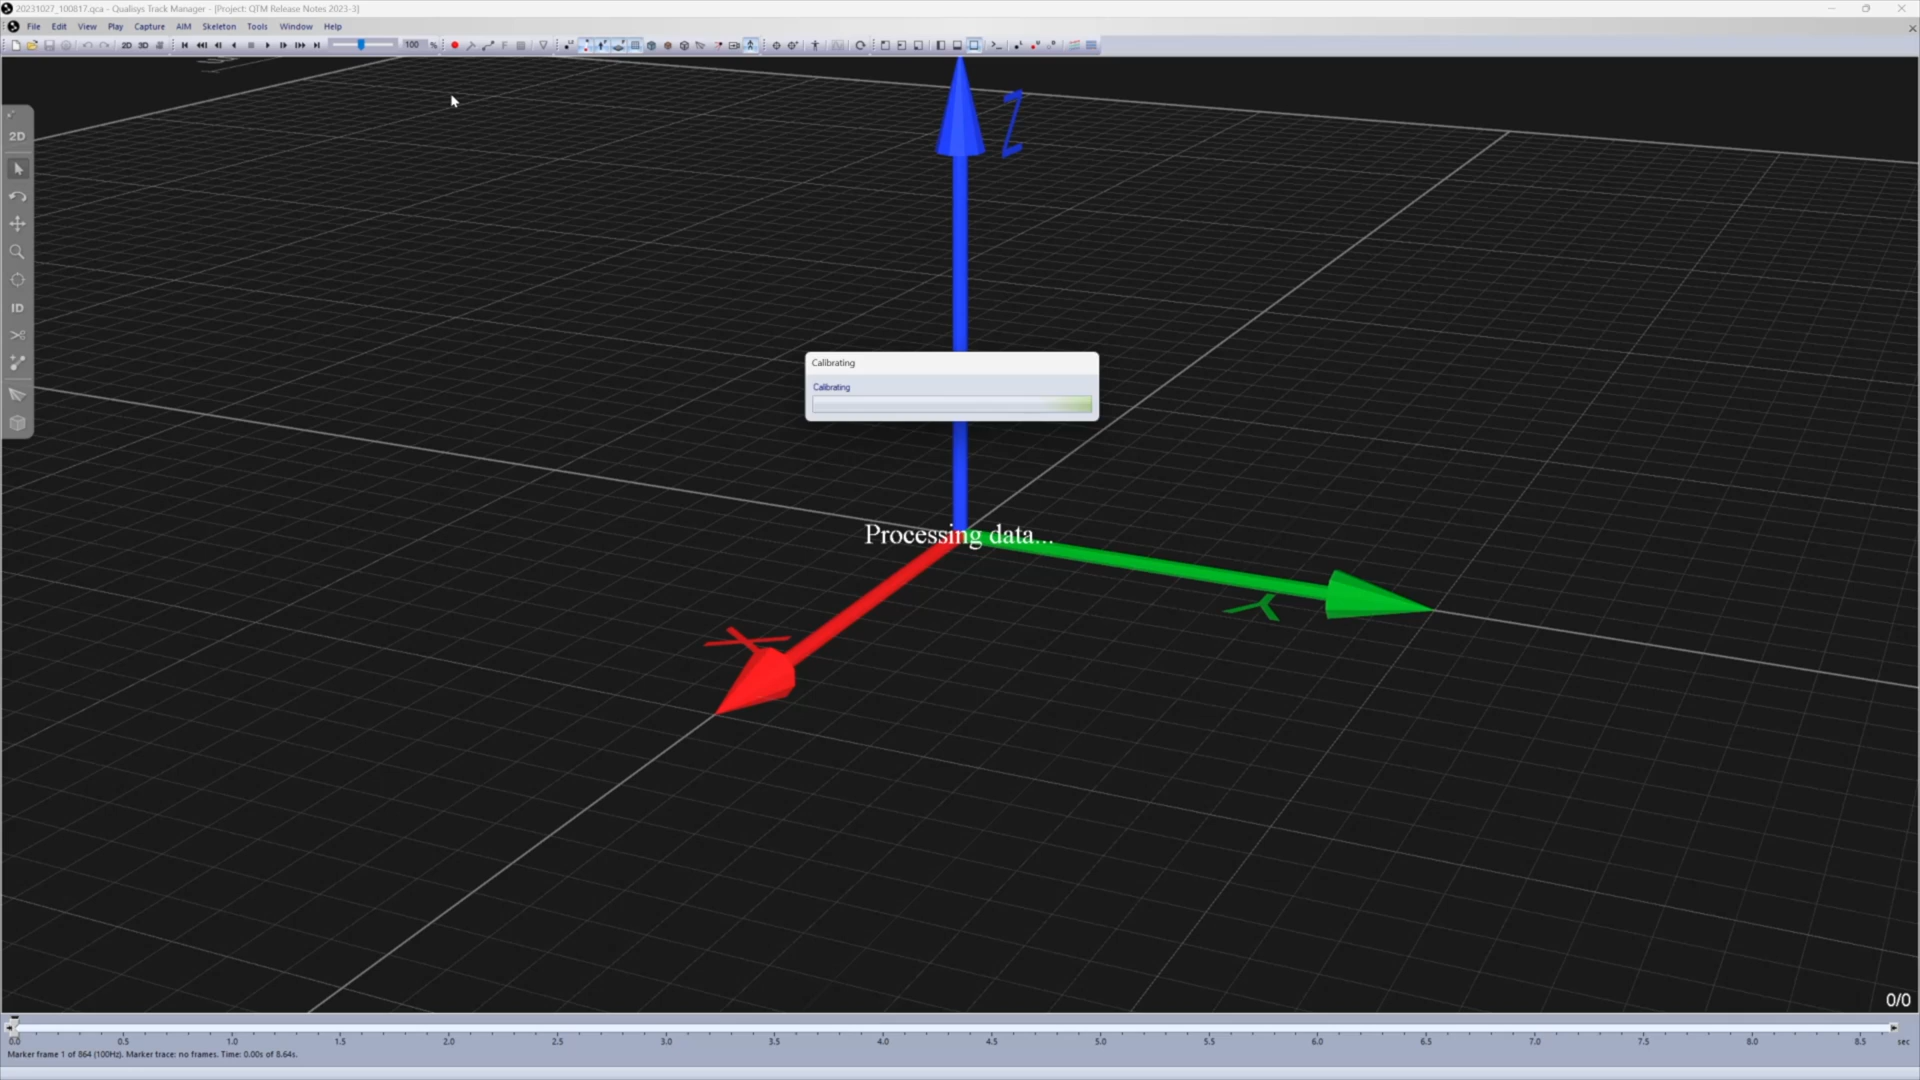 20231027_100817.qca - Qualisys Track Manager - [Project: QTM Release Notes 2023-3]
File Edit View Play Capture AIM Skeleton Tools Window Help
2D 3D 100 %
2D
ID
Z
Calibrating
Calibrating
Processing data...
X
Y
0/0
0.0 0.5 1.0 1.5 2.0 2.5 3.0 3.5 4.0 4.5 5.0 5.5 6.0 6.5 7.0 7.5 8.0 8.5 sec
Marker frame 1 of 864 (100Hz). Marker trace: no frames. Time: 0.00s of 8.64s.